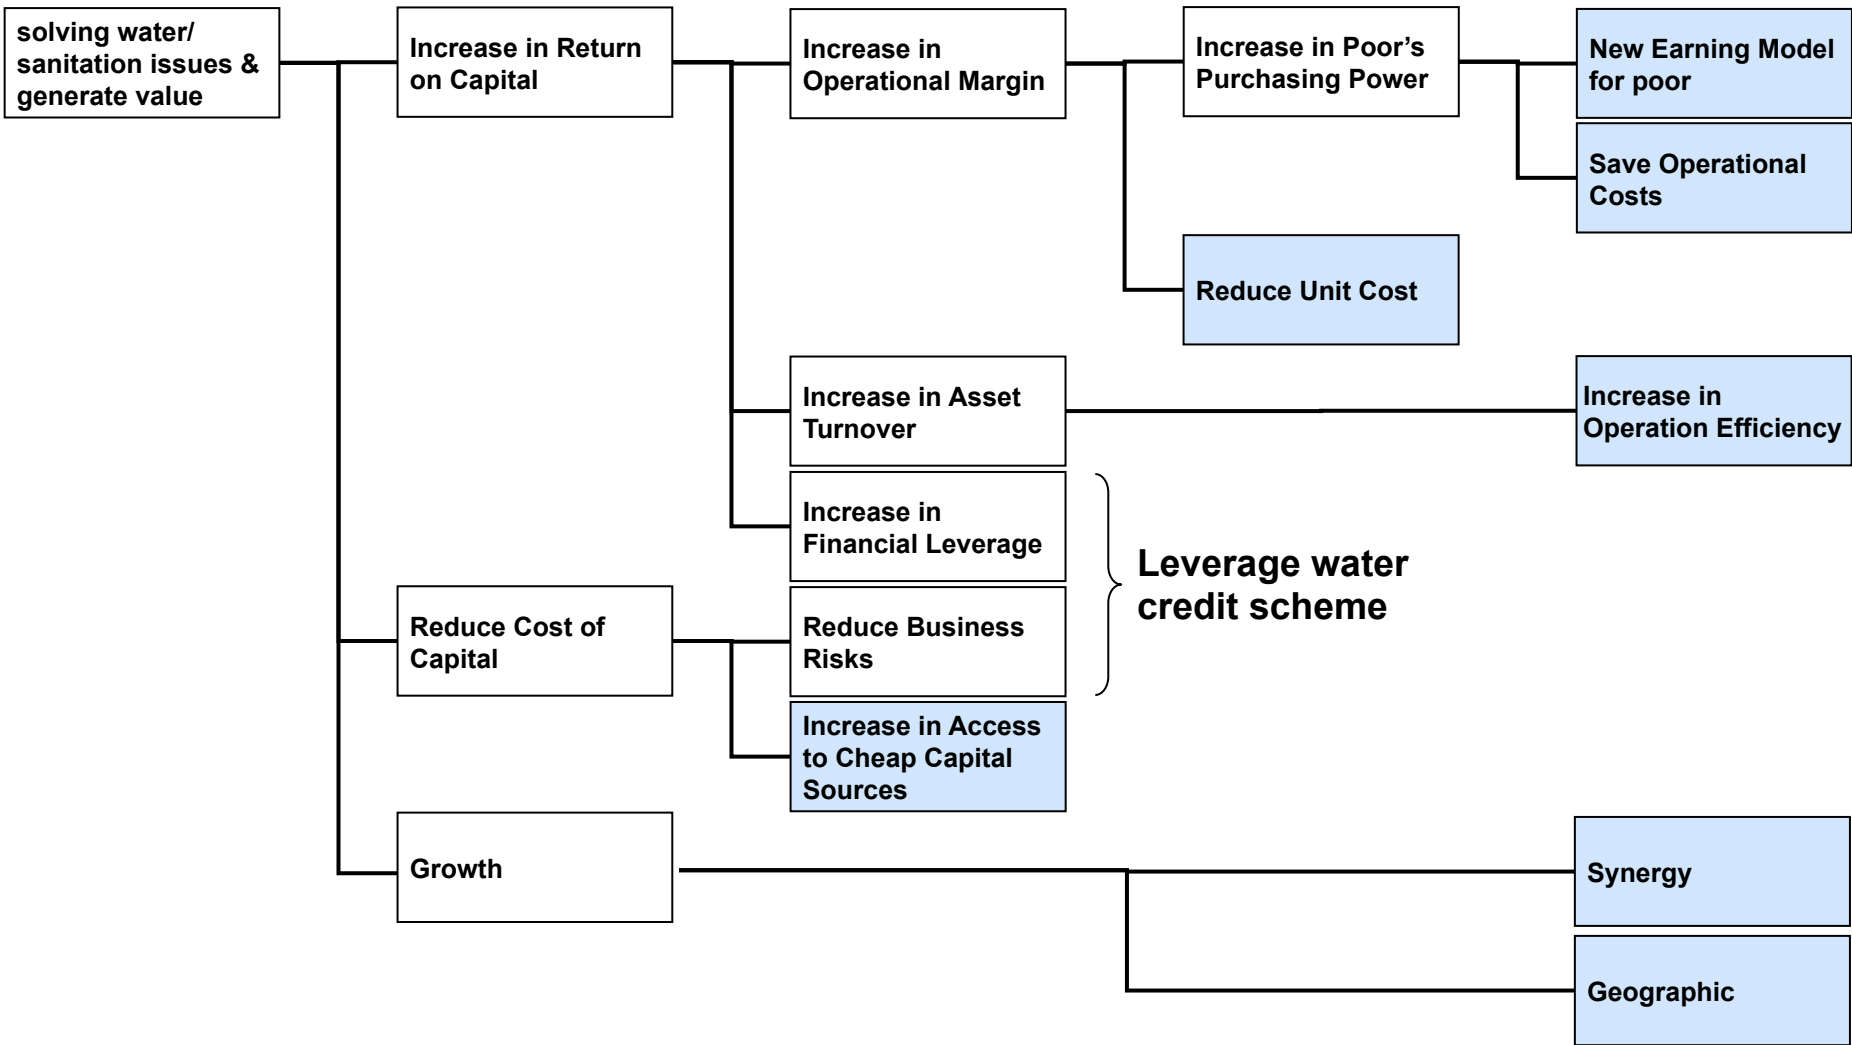 solving water/
sanitation issues &
generate value
Increase in Return
on Capital
Increase in
Operational Margin
Increase in Poor's
Purchasing Power
New Earning Model
for poor
Save Operational
Costs
Reduce Unit Cost
Increase in Asset
Turnover
Increase in
Operation Efficiency
Increase in
Financial Leverage
Leverage water
credit scheme
Reduce Cost of
Capital
Reduce Business
Risks
Increase in Access
to Cheap Capital
Sources
Growth
Synergy
Geographic